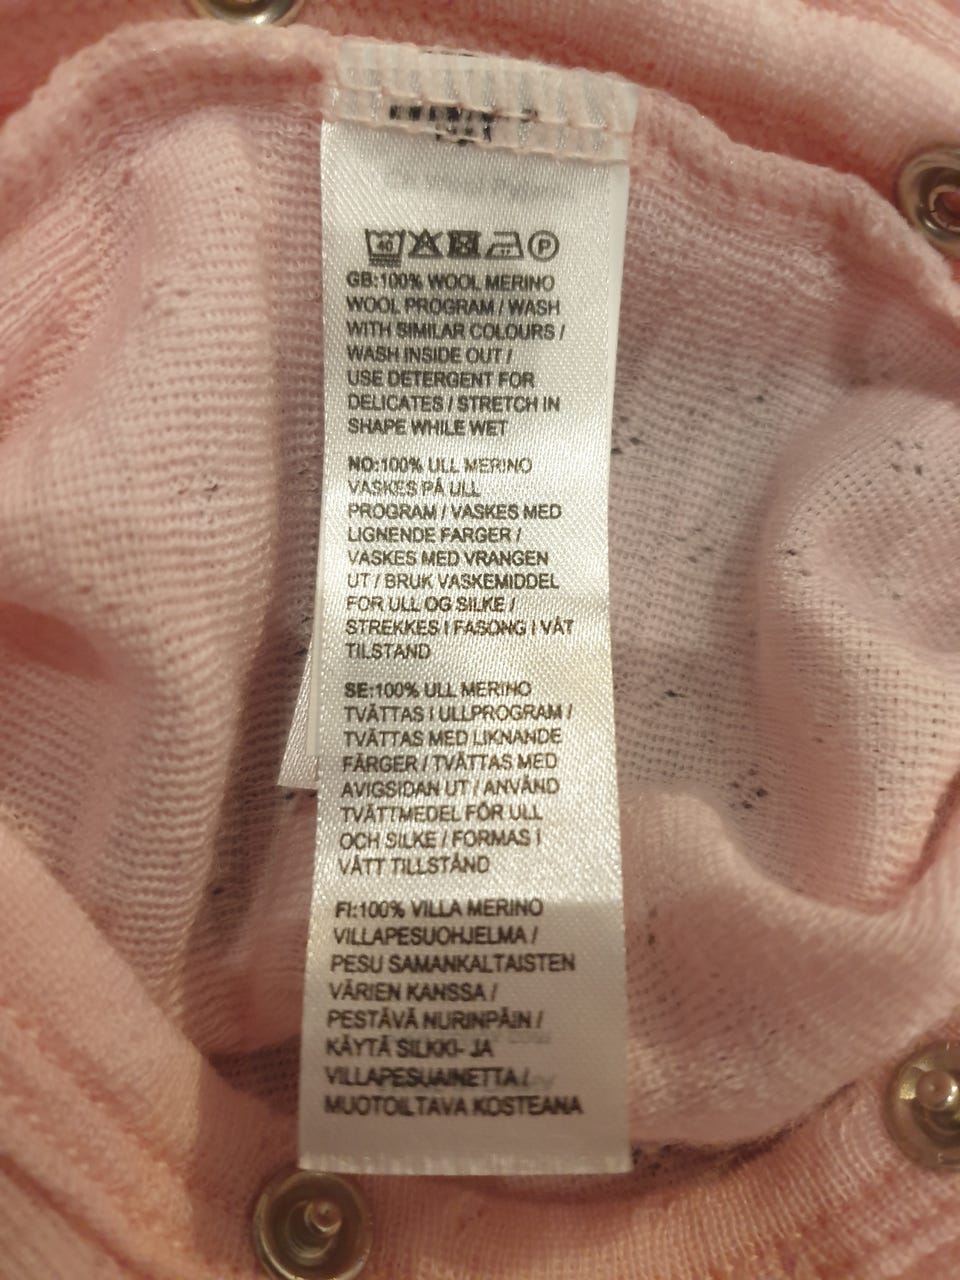 40 P
GB:100% WOOL MERINO
WOOL PROGRAM / WASH
WITH SIMILAR COLOURS /
WASH INSIDE OUT /
USE DETERGENT FOR
DELICATES / STRETCH IN
SHAPE WHILE WET
NO:100% ULL MERINO
VASKES PÅ ULL
PROGRAM / VASKES MED
LIGNENDE FARGER /
VASKES MED VRANGEN
UT / BRUK VASKEMIDDEL
FOR ULL OG SILKE /
STREKKES I FASONG I VÅT
TILSTAND
SE:100% ULL MERINO
TVÄTTAS I ULLPROGRAM /
TVÄTTAS MED LIKNANDE
FÄRGER / TVÄTTAS MED
AVIGSIDAN UT / ANVÄND
TVÄTTMEDEL FÖR ULL
OCH SILKE / FORMAS I
VÅTT TILLSTÅND
FI:100% VILLA MERINO
VILLAPESUOHJELMA /
PESU SAMANKALTAISTEN
VÄRIEN KANSSA /
PESTÄVÄ NURINPÄIN /
KÄYTÄ SILKKI- JA
VILLAPESUAINETTA /
MUOTOILTAVA KOSTEANA